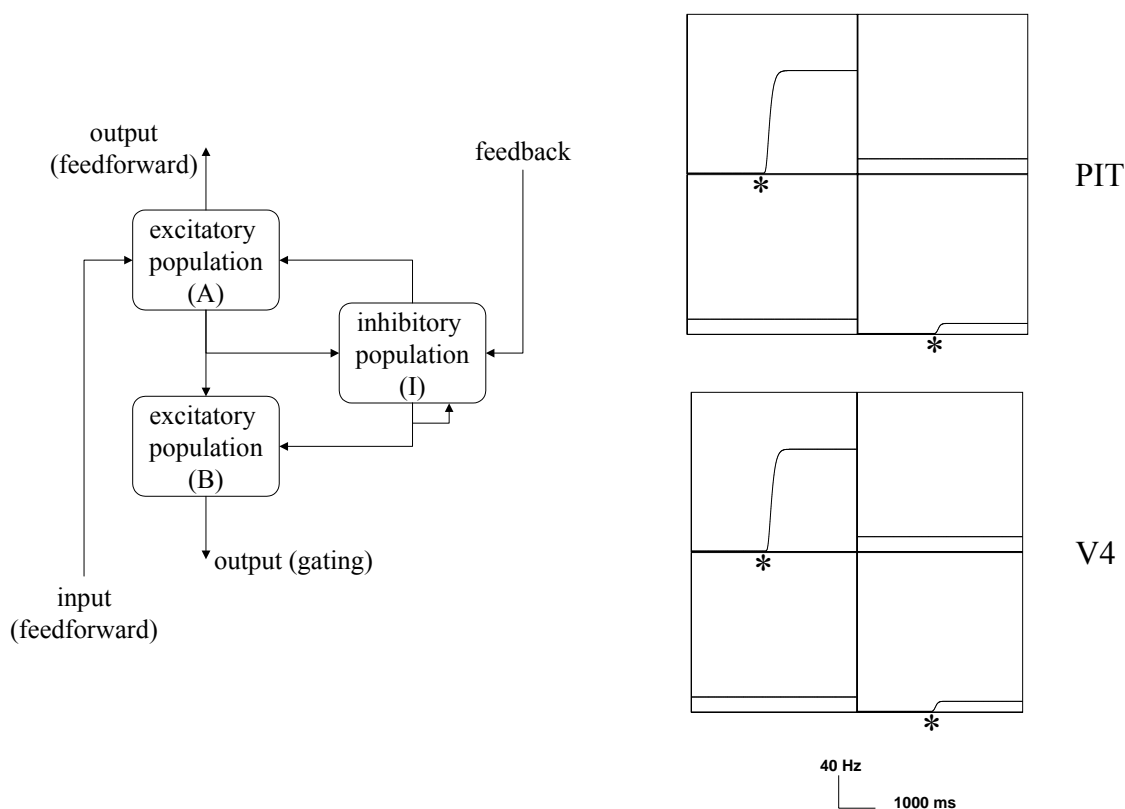 output
(feedforward)
feedback
excitatory
population
(A)
inhibitory
population
(I)
excitatory
population
(B)
output (gating)
input
(feedforward)
*
*
PIT
*
*
V4
40 Hz
1000 ms